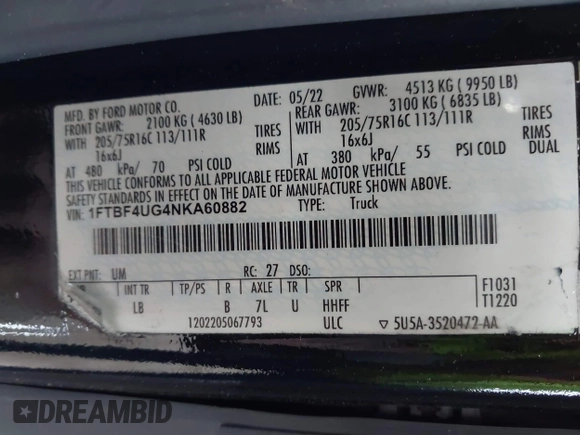 MFD. BY FORD MOTOR CO.
DATE: 05/22 GVWR: 4513 KG ( 9950 LB)
FRONT GAWR: 2100 KG ( 4630 LB) REAR GAWR: 3100 KG ( 6835 LB)
WITH 205/75R16C 113/111R TIRES WITH 205/75R16C 113/111R TIRES
16x6J RIMS 16x6J RIMS
AT 480 kPa/ 70 PSI COLD AT 380 kPa/ 55 PSI COLD DUAL
THIS VEHICLE CONFORMS TO ALL APPLICABLE FEDERAL MOTOR VEHICLE
SAFETY STANDARDS IN EFFECT ON THE DATE OF MANUFACTURE SHOWN ABOVE.
VIN: 1FTBF4UG4NKA60882 TYPE: Truck
EXT PNT: UM RC: 27 DSO:
INT TR TP/PS R AXLE TR SPR F1031
LB B 7L U HHFF T1220
1202205067793 ULC ▽ 5U5A-3520472-AA
DREAMBID